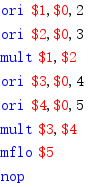 ori $1,$0,2
ori $2,$0,3
mult $1,$2
ori $3,$0,4
ori $4,$0,5
mult $3,$4
mflo $5
nop